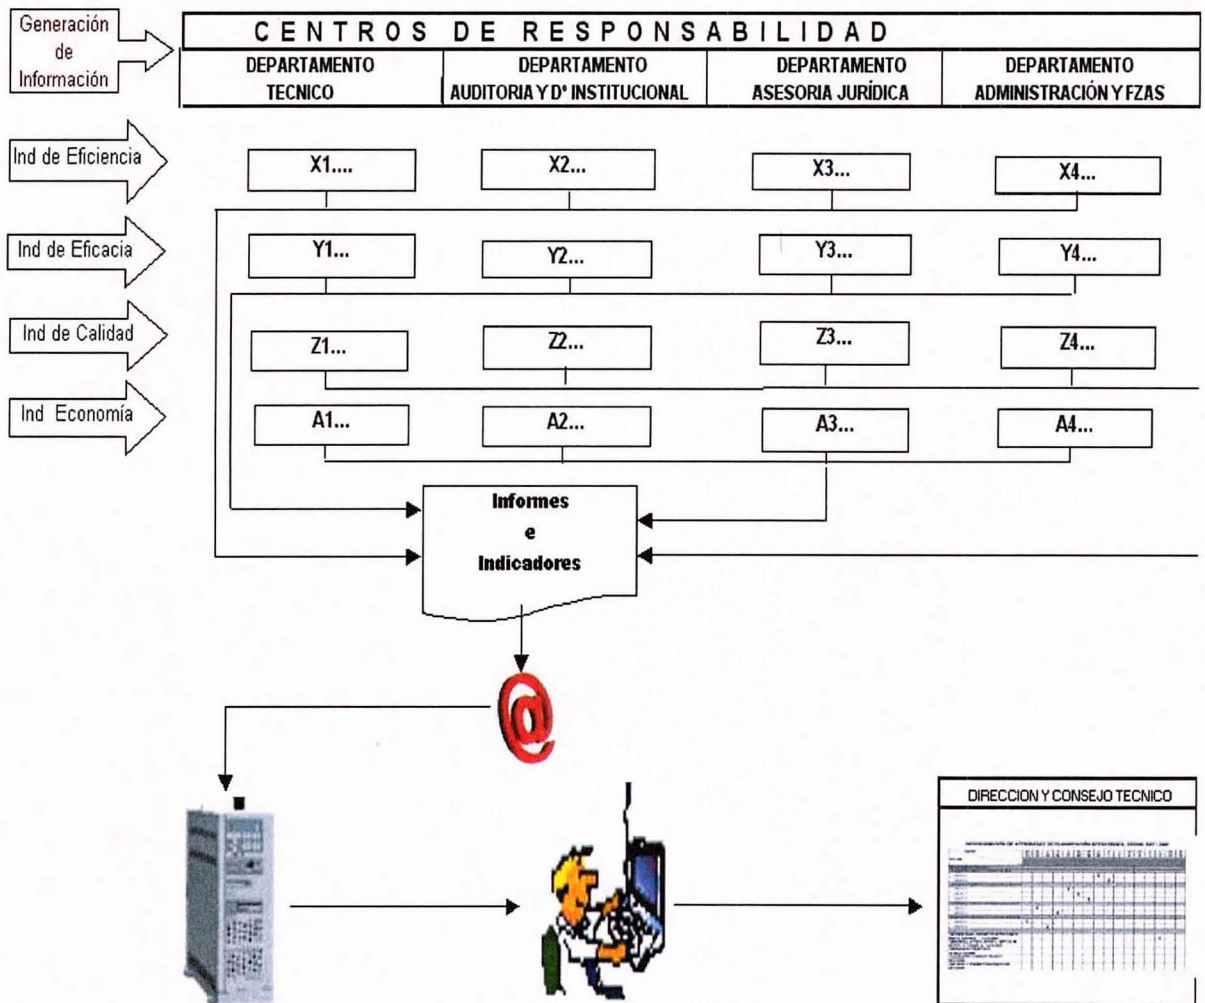 Generación
de
Información
CENTROS DE RESPONSABILIDAD
DEPARTAMENTO
TECNICO
DEPARTAMENTO
AUDITORIA Y Dº INSTITUCIONAL
DEPARTAMENTO
ASESORIA JURÍDICA
DEPARTAMENTO
ADMINISTRACIÓN Y FZAS
Ind de Eficiencia
X1....
X2...
X3...
X4...
Ind de Eficacia
Y1...
Y2...
Y3...
Y4...
Ind de Calidad
Z1...
Z2...
Z3...
Z4...
Ind Economía
A1...
A2...
A3...
A4...
Informes
e
Indicadores
@
DIRECCION Y CONSEJO TECNICO